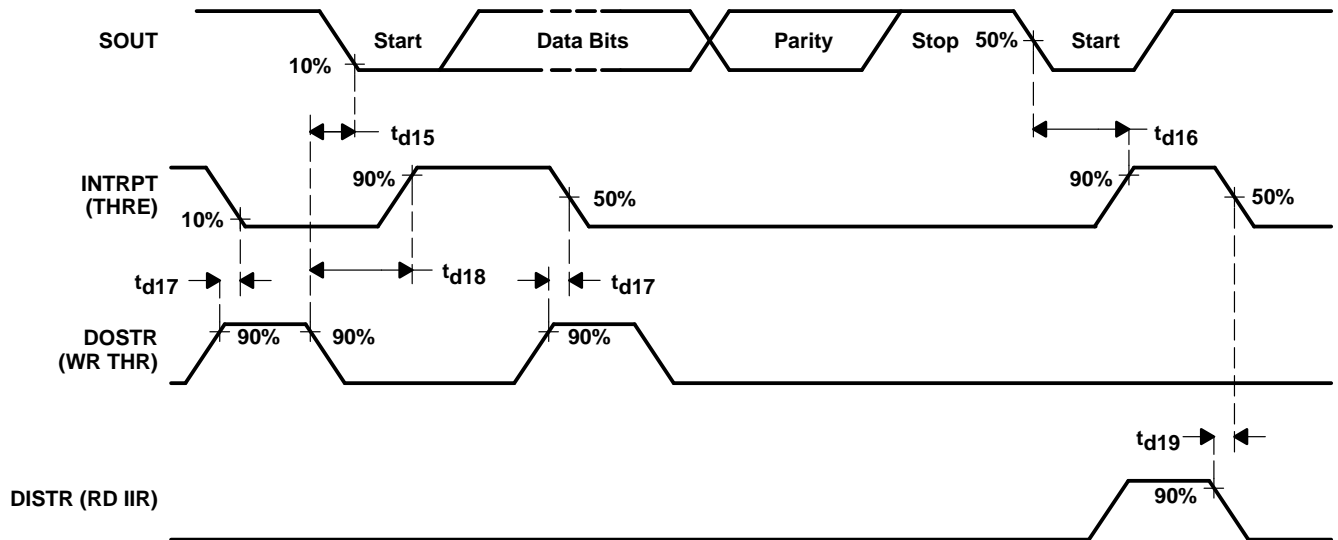 SOUT
Start
Data Bits
Parity
Stop
50%
Start
10%
td15
td16
INTRPT
(THRE)
90%
50%
90%
50%
10%
td17
td18
td17
DOSTR
(WR THR)
90%
90%
90%
td19
DISTR (RD IIR)
90%